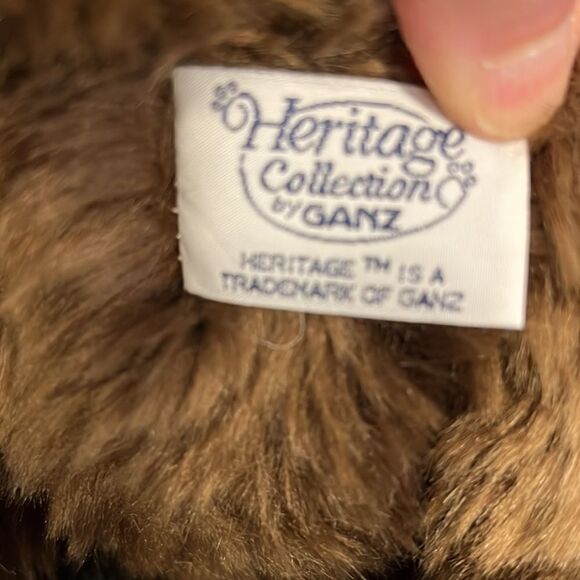 Heritage
Collection
by GANZ
HERITAGE ™ IS A
TRADEMARK OF GANZ